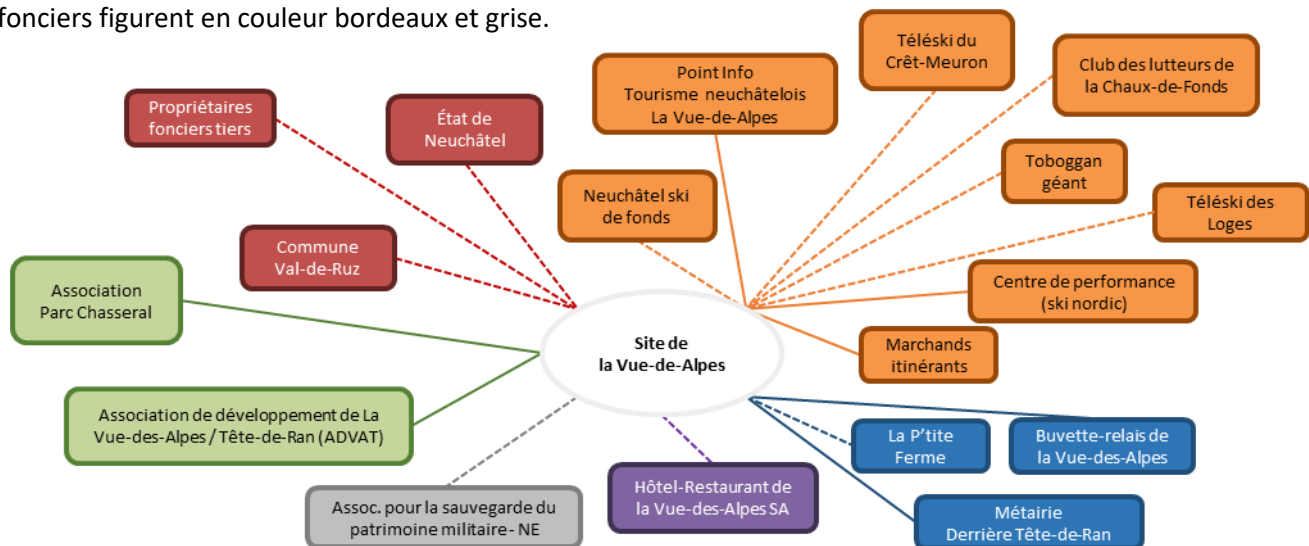 fonciers figurent en couleur bordeaux et grise.
Propriétaires
fonciers tiers
État de
Neuchâtel
Point Info
Tourisme neuchâtelois
La Vue-de-Alpes
Téléski du
Crêt-Meuron
Club des lutteurs de
la Chaux-de-Fonds
Neuchâtel ski
de fonds
Toboggan
géant
Téléski des
Loges
Commune
Val-de-Ruz
Association
Parc Chasseral
Centre de performance
(ski nordic)
Site de
la Vue-de-Alpes
Marchands
itinérants
Association de développement de La
Vue-des-Alpes / Tête-de-Ran (ADVAT)
La P'tite
Ferme
Buvette-relais de
la Vue-des-Alpes
Assoc. pour la sauvegarde du
patrimoine militaire - NE
Hôtel-Restaurant de
la Vue-des-Alpes SA
Métairie
Derrière Tête-de-Ran